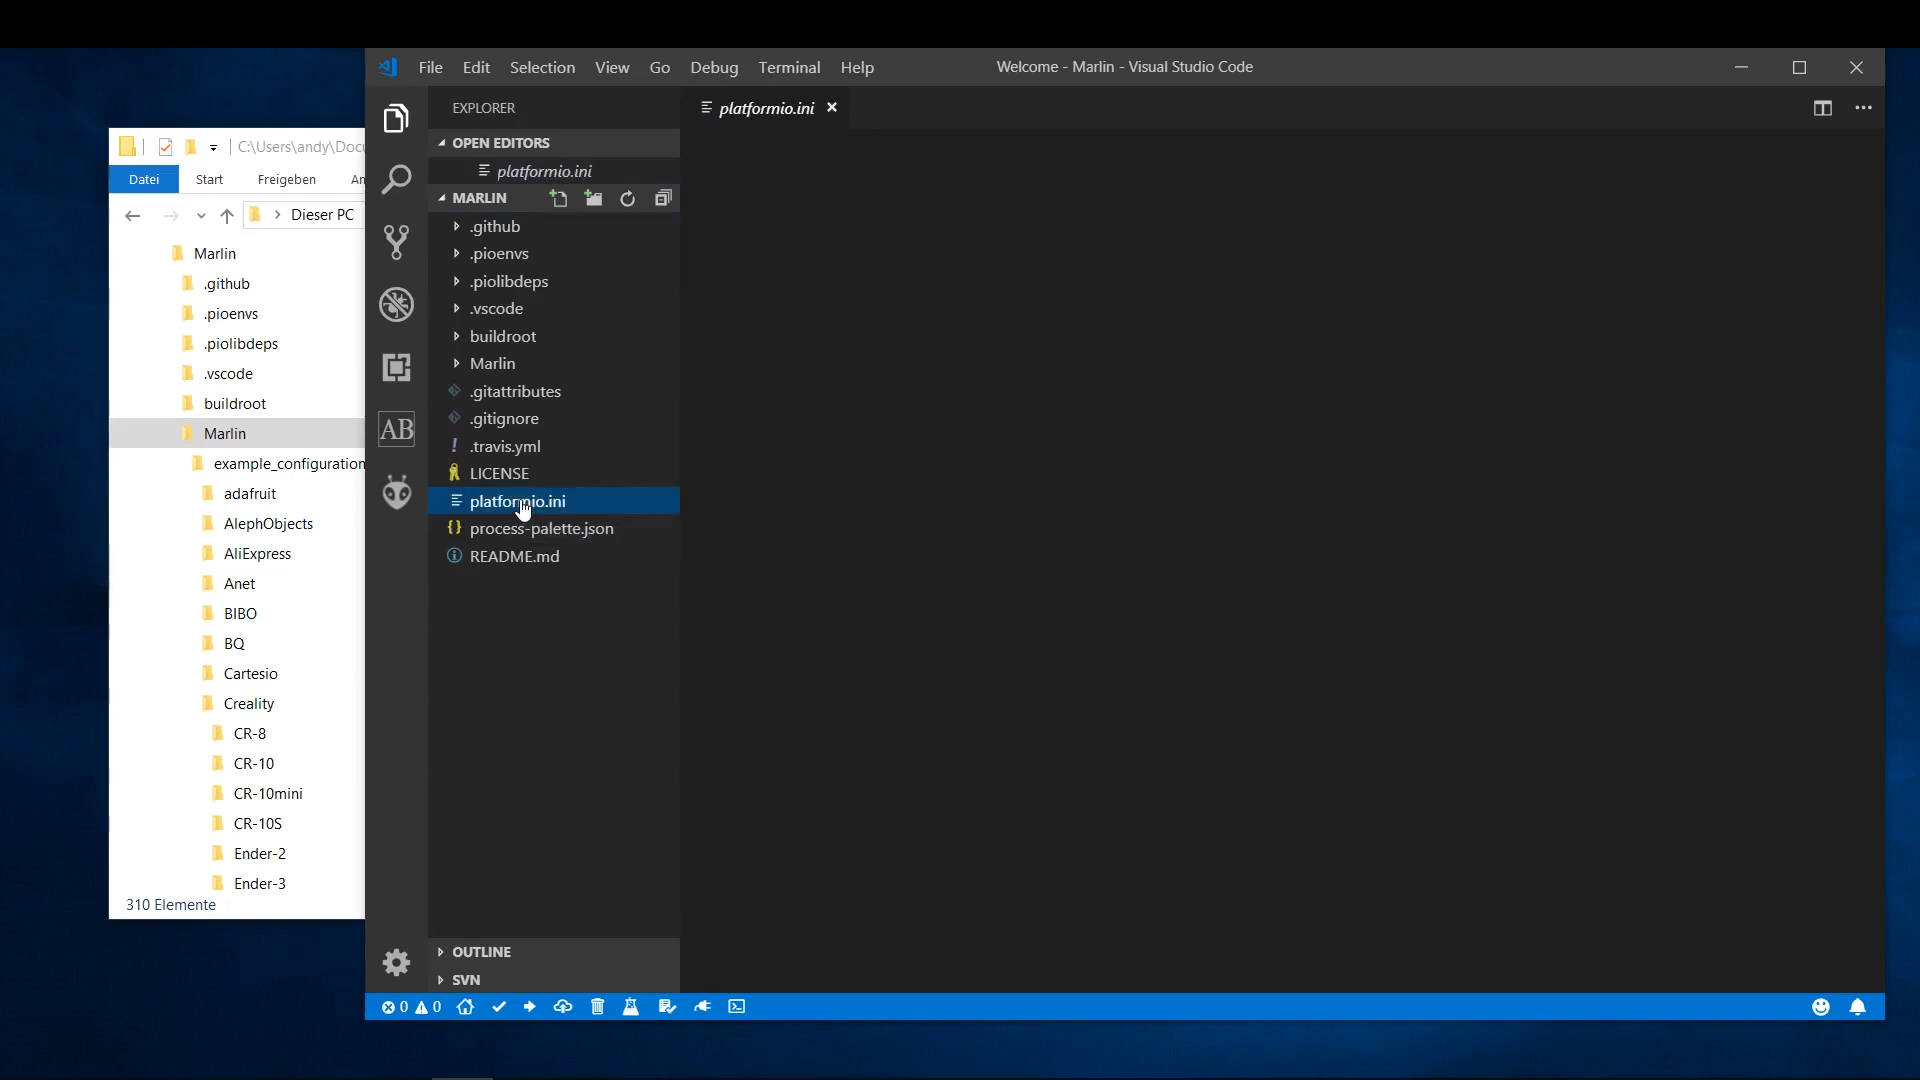 File Edit Selection View Go Debug Terminal Help
Welcome - Marlin - Visual Studio Code
EXPLORER
platformio.ini
OPEN EDITORS
platformio.ini
MARLIN
.github
.pioenvs
.piolibdeps
.vscode
buildroot
Marlin
.gitattributes
.gitignore
.travis.yml
LICENSE
platformio.ini
process-palette.json
README.md
OUTLINE
SVN
0 0
AB
C:\Users\andy\Docu
Datei Start Freigeben An
Dieser PC
Marlin
.github
.pioenvs
.piolibdeps
.vscode
buildroot
Marlin
example_configuration
adafruit
AlephObjects
AliExpress
Anet
BIBO
BQ
Cartesio
Creality
CR-8
CR-10
CR-10mini
CR-10S
Ender-2
Ender-3
310 Elemente